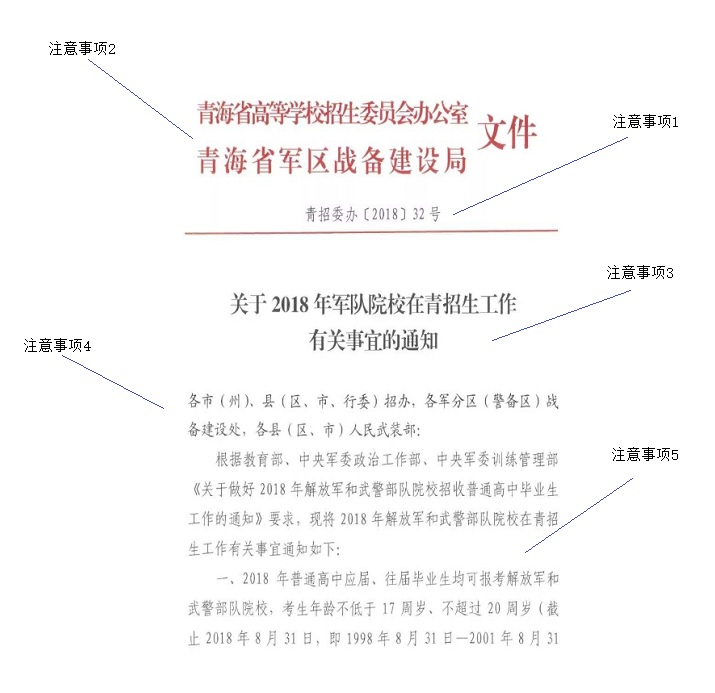 注意事项2
青海省高等学校招生委员会办公室
文件
注意事项1
青海省军区战备建设局
青招委办〔2018〕32号
注意事项3
关于2018年军队院校在青招生工作
有关事宜的通知
注意事项4
各市（州）、县（区、市、行委）招办，各军分区（警备区）战
备建设处，各县（区、市）人民武装部：
注意事项5
根据教育部、中央军委政治工作部、中央军委训练管理部
《关于做好2018年解放军和武警部队院校招收普通高中毕业生
工作的通知》要求，现将2018年解放军和武警部队院校在青招
生工作有关事宜通知如下：
一、2018年普通高中应届、往届毕业生均可报考解放军和
武警部队院校，考生年龄不低于17周岁、不超过20周岁（截
止2018年8月31日，即1998年8月31日—2001年8月31